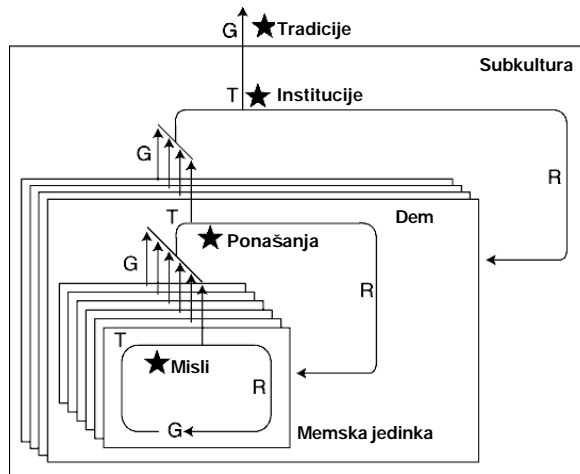 G Tradicije
Subkultura
T Institucije
G
R
T
Dem
Ponašanja
G
R
T
Misli
R
G
Memska jedinka